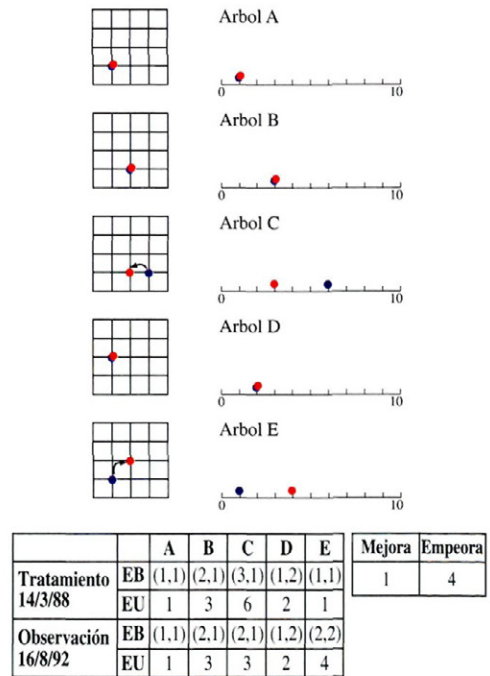 Arbol A
0 10
Arbol B
0 10
Arbol C
0 10
Arbol D
0 10
Arbol E
0 10
A B C D E
Tratamiento 14/3/88 EB (1,1) (2,1) (3,1) (1,2) (1,1)
EU 1 3 6 2 1
Observación 16/8/92 EB (1,1) (2,1) (2,1) (1,2) (2,2)
EU 1 3 3 2 4
Mejora Empeora
1 4